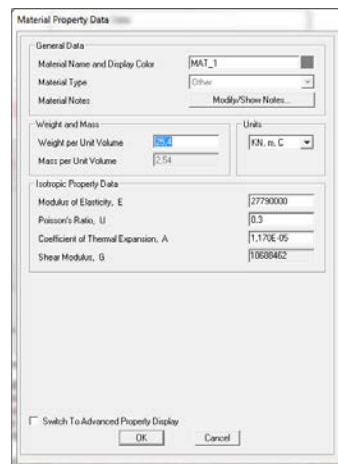 Material Property Data
General Data
Material Name and Display Color MAT_1
Material Type Other
Material Notes Modify/Show Notes...
Weight and Mass
Weight per Unit Volume 25,4
Mass per Unit Volume 2,54
Units
KN, m, C
Isotropic Property Data
Modulus of Elasticity, E 27790000
Poisson's Ratio, U 0.3
Coefficient of Thermal Expansion, A 1,170E-05
Shear Modulus, G 10688462
Switch To Advanced Property Display
OK Cancel